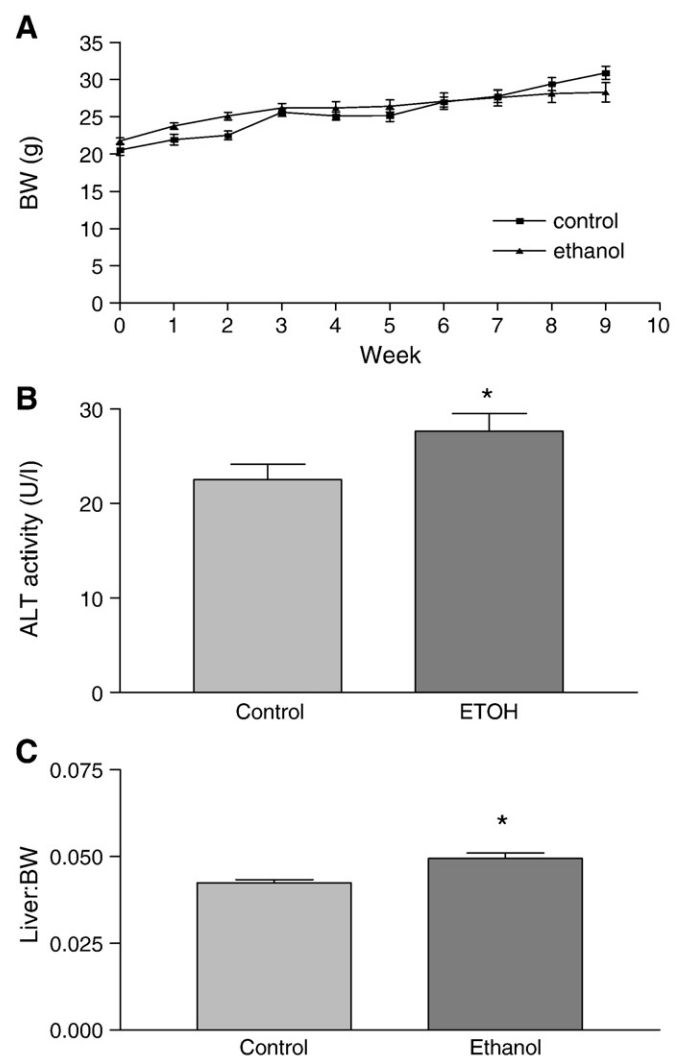 A
35
30
25
20
15
10
5
0
BW (g)
control
ethanol
0 1 2 3 4 5 6 7 8 9 10
Week
B
30
20
10
0
ALT activity (U/l)
*
Control ETOH
C
0.075
0.050
0.025
0.000
Liver:BW
*
Control Ethanol